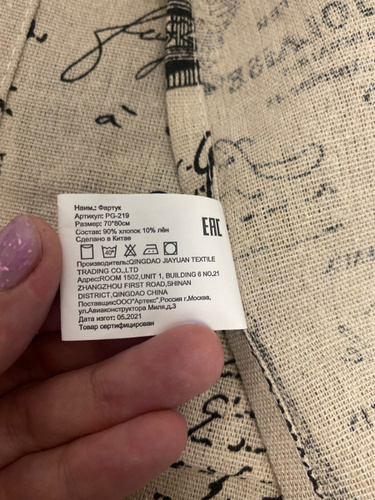 Наим.: Фартук
Артикул: PG-219
Размер: 70*80см
Состав: 90% хлопок 10% лён
Сделано в Китае
EAC
40°
Производитель:QINGDAO JIAYUAN TEXTILE
TRADING CO.,LTD
Адрес:ROOM 1502,UNIT 1, BUILDING 6 NO.21
ZHANGZHOU FIRST ROAD,SHINAN
DISTRICT,QINGDAO CHINA
Поставщик:ООО"Артекс",Россия г.Москва,
ул.Авиаконструктора Миля,д.3
Дата изгот: 05.2021
Товар сертифицирован